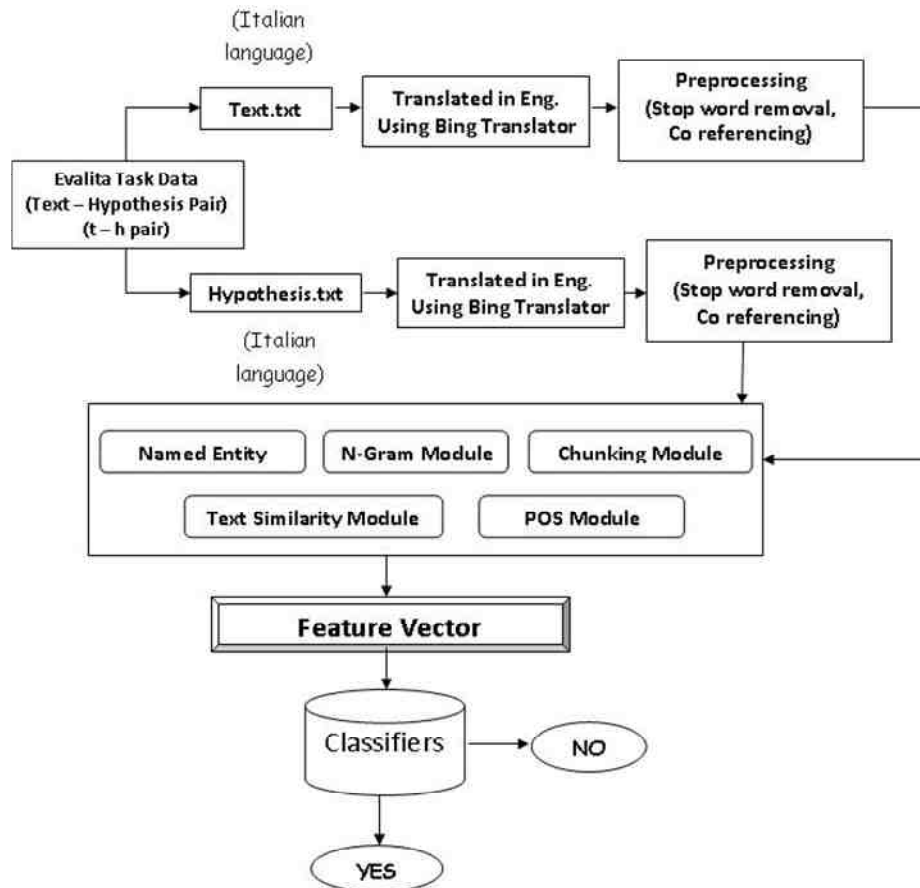 (Italian
language)
Text.txt
Translated in Eng.
Using Bing Translator
Preprocessing
(Stop word removal,
Co referencing)
Evalita Task Data
(Text – Hypothesis Pair)
(t – h pair)
Hypothesis.txt
Translated in Eng.
Using Bing Translator
Preprocessing
(Stop word removal,
Co referencing)
(Italian
language)
Named Entity
N-Gram Module
Chunking Module
Text Similarity Module
POS Module
Feature Vector
Classifiers
NO
YES